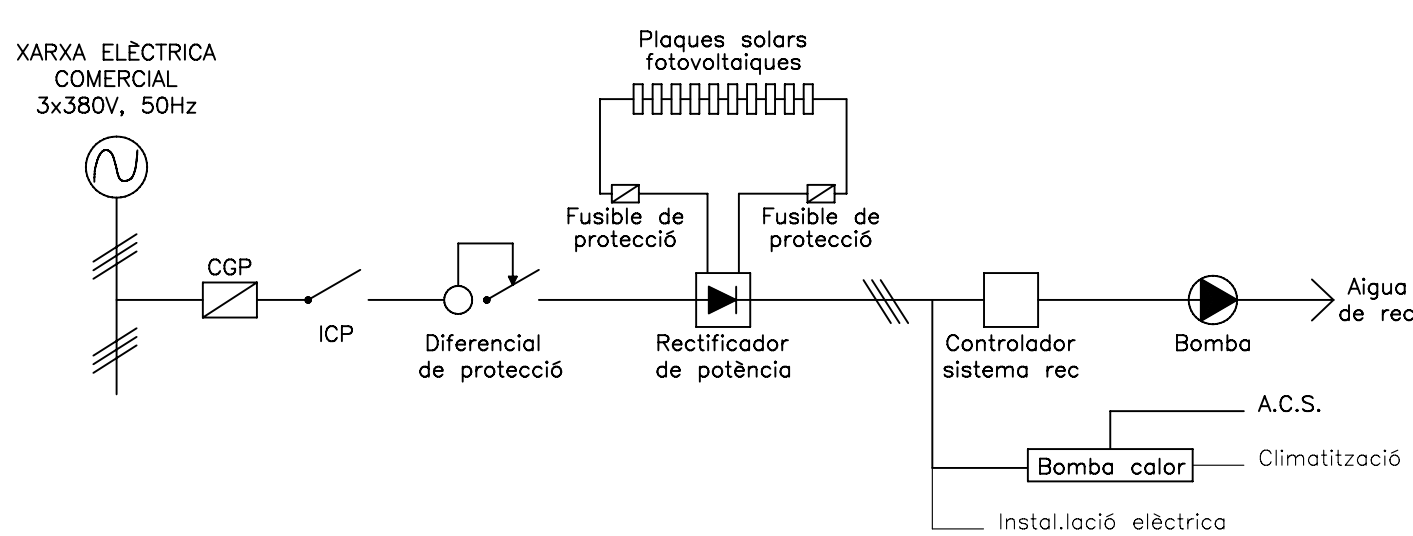 XARXA ELÈCTRICA
COMERCIAL
3x380V, 50Hz
Plaques solars
fotovoltaiques
Fusible de
protecció
Fusible de
protecció
CGP
ICP
Diferencial
de protecció
Rectificador
de potència
Controlador
sistema rec
Bomba
Aigua
de rec
A.C.S.
Bomba calor
Climatització
Instal.lació elèctrica